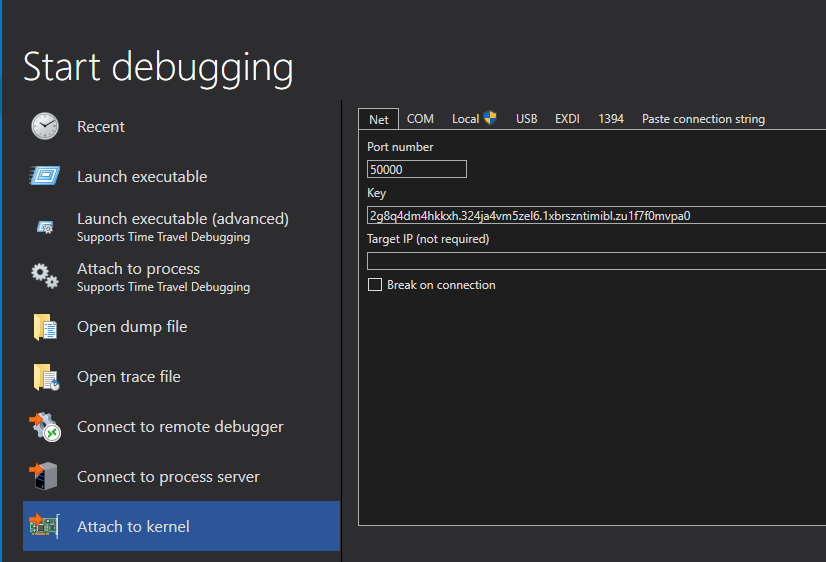 Start debugging
Recent
Launch executable
Launch executable (advanced)
Supports Time Travel Debugging
Attach to process
Supports Time Travel Debugging
Open dump file
Open trace file
Connect to remote debugger
Connect to process server
Attach to kernel
Net COM Local USB EXDI 1394 Paste connection string
Port number
50000
Key
2g8q4dm4hkkxh.324ja4vm5zel6.1xbrszntimibl.zu1f7f0mvpa0
Target IP (not required)
Break on connection